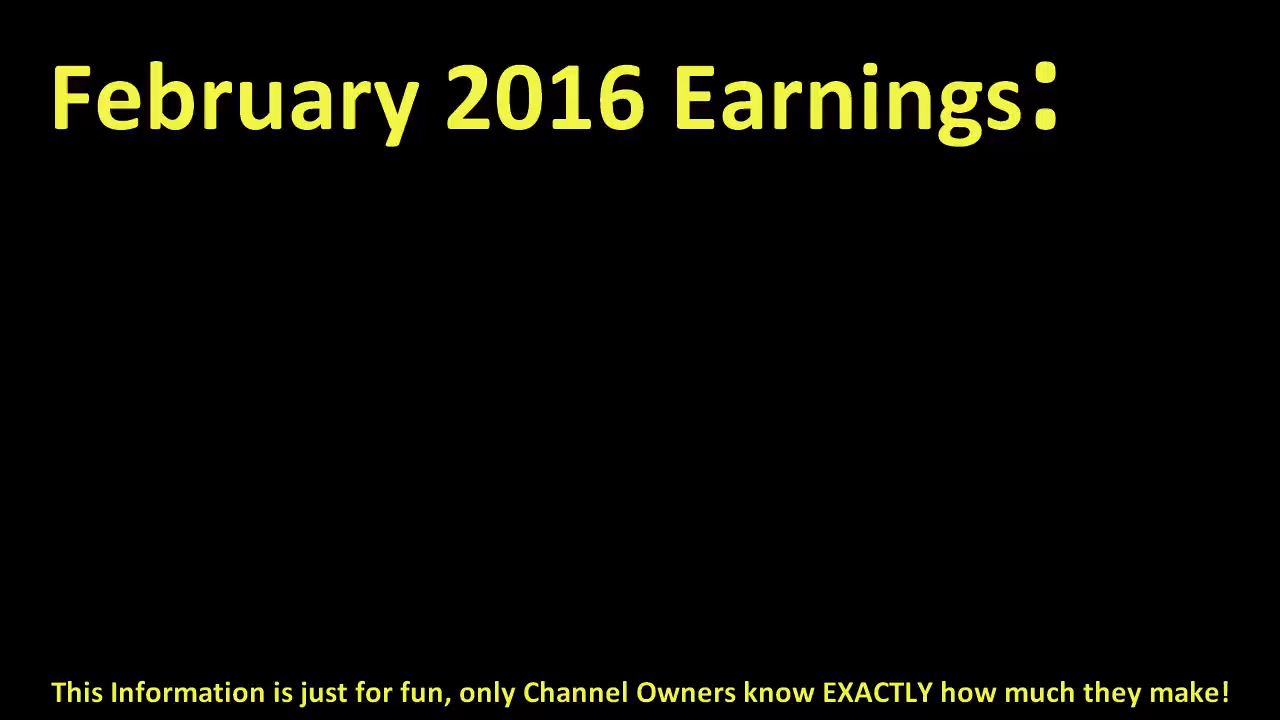 February 2016 Earnings:
This Information is just for fun, only Channel Owners know EXACTLY how much they make!